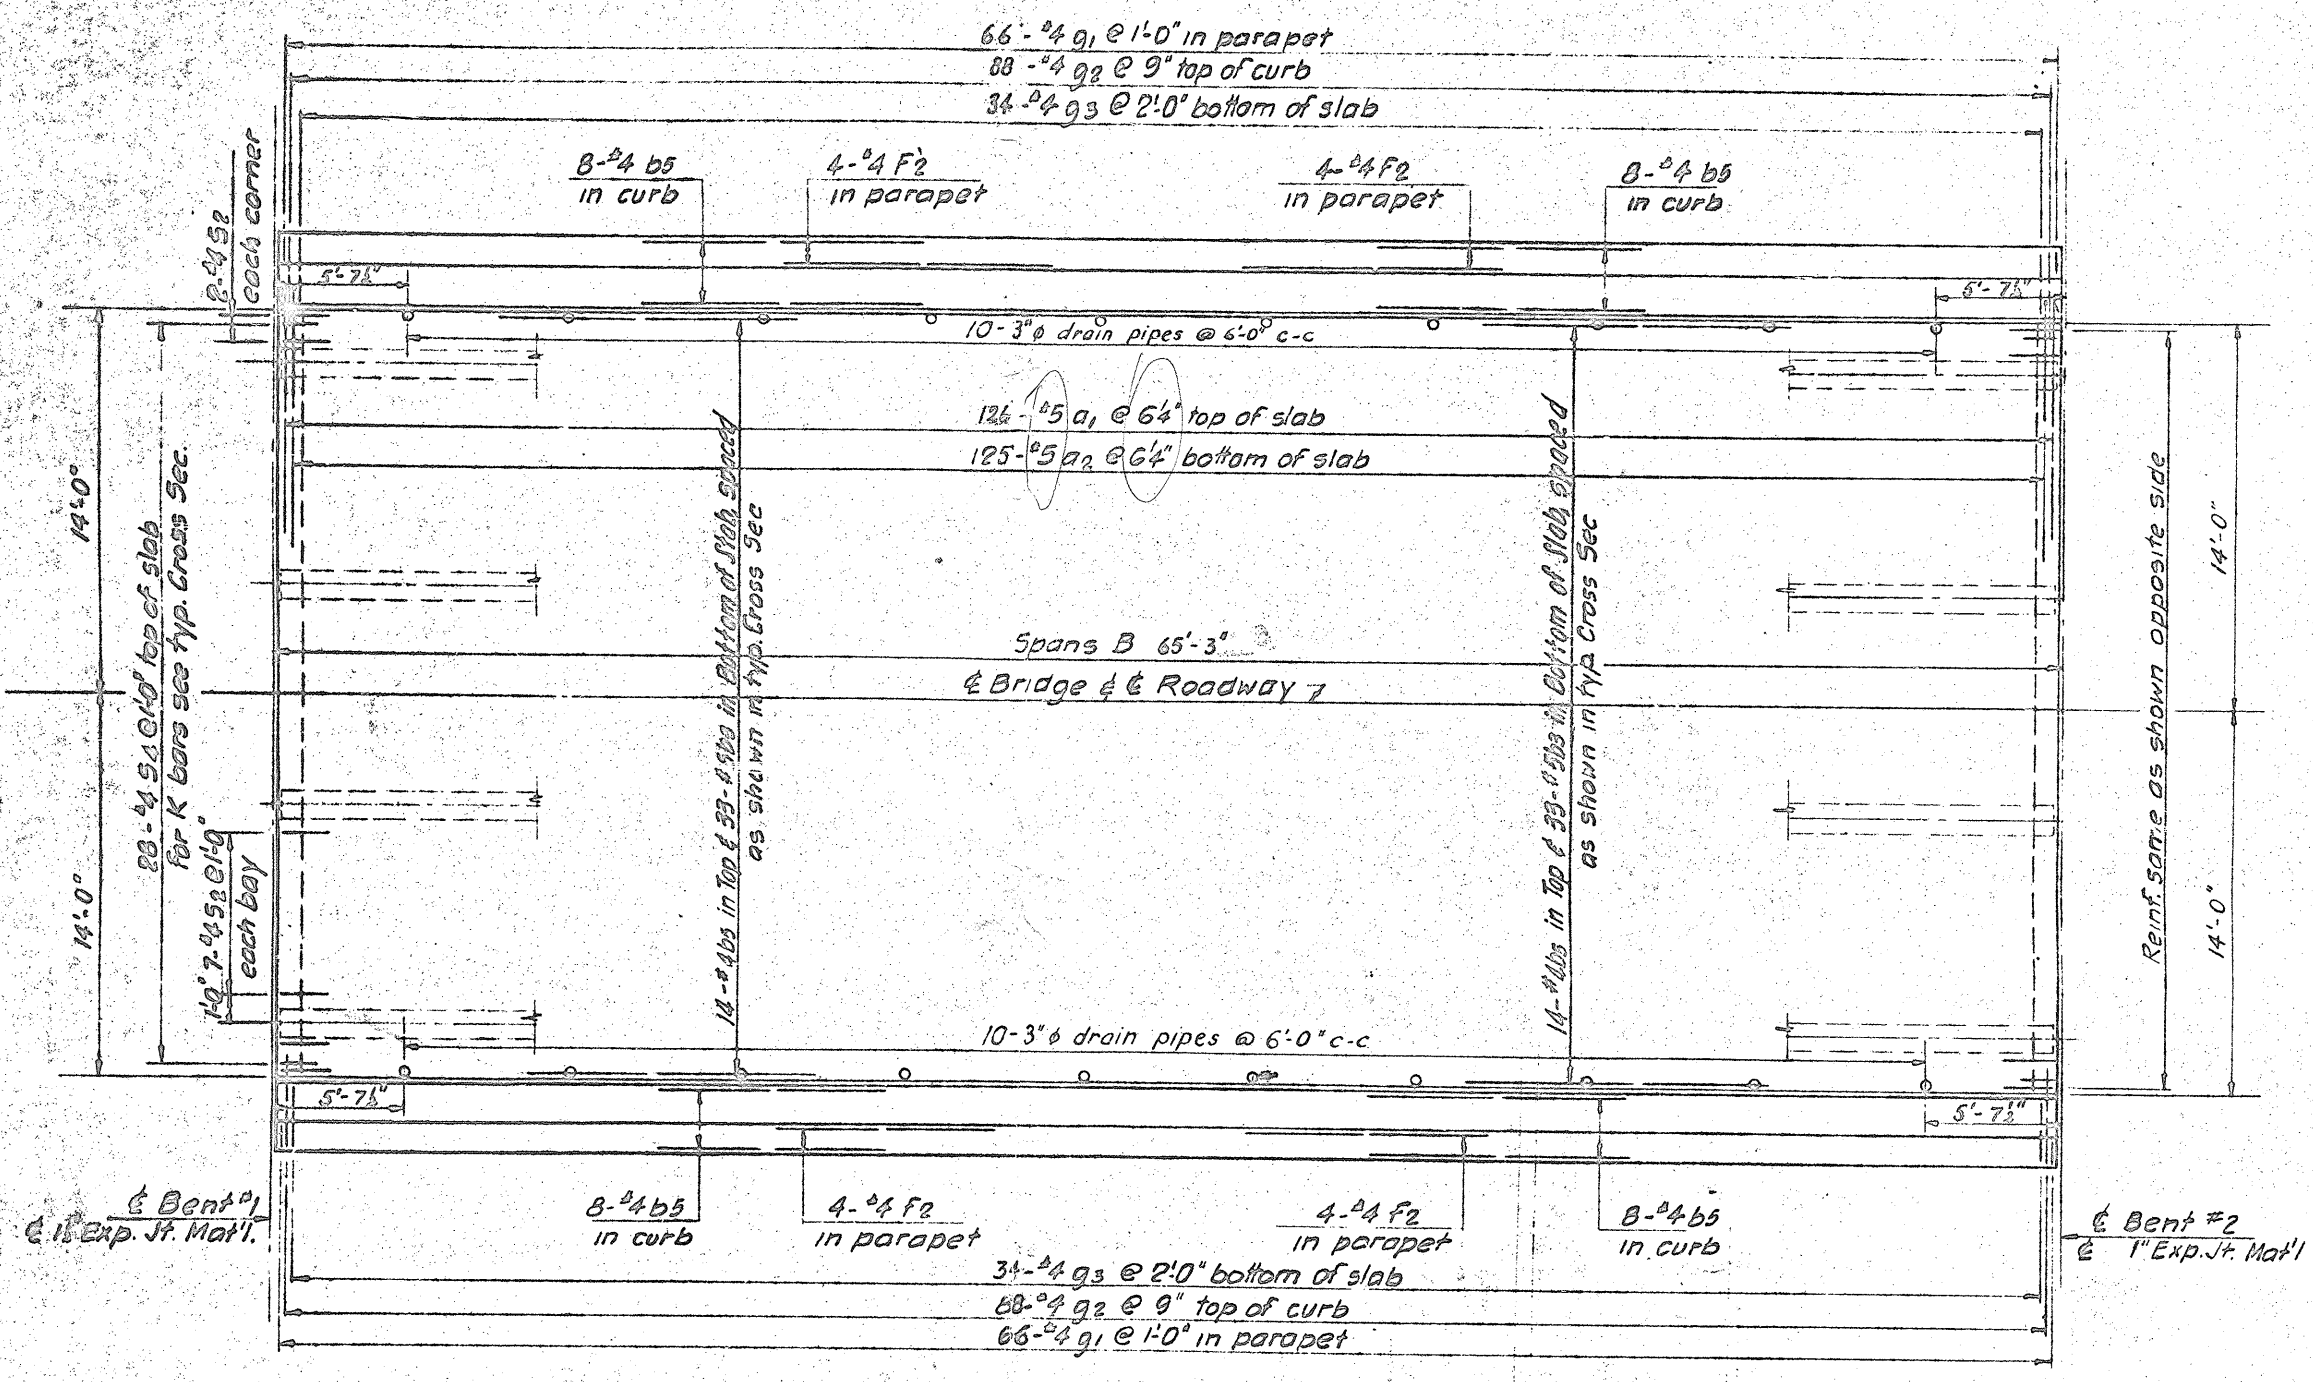 66-#4 g1 @ 1'-0" in parapet
88-#4 g2 @ 9" top of curb
34-#4 g3 @ 2'-0" bottom of slab
8-#4 b5
in curb
4-#4 F2
in parapet
4-#4 F2
in parapet
8-#4 b5
in curb
2-#4 S2
each corner
5'-7½"
5'-7½"
10-3"ϕ drain pipes @ 6'-0" c-c
126-#5 a1 @ 6¼" top of slab
125-#5 a2 @ 6¼" bottom of slab
14'-0"
28-#4 S4 @ 1'-0" top of slab
for K bars see typ. Cross Sec.
14-#4b3 in Top & 33-#5b3 in Bottom of Slab, spaced
as shown in typ. Cross Sec
14-#4b3 in Top & 33-#5b3 in Bottom of Slab, spaced
as shown in typ. Cross Sec
Reinf. same as shown opposite side
14'-0"
Spans B 65'-3"
℄ Bridge & ℄ Roadway
14'-0"
1'-0" 7-#4 S2 @ 1'-0"
each bay
14'-0"
10-3"ϕ drain pipes @ 6'-0" c-c
5'-7½"
5'-7½"
℄ Bent #1
Exp. Jt. Mat'l.
8-#4 b5
in curb
4-#4 F2
in parapet
4-#4 F2
in parapet
8-#4 b5
in curb
℄ Bent #2
℄ 1" Exp. Jt. Mat'l
34-#4 g3 @ 2'-0" bottom of slab
88-#4 g2 @ 9" top of curb
66-#4 g1 @ 1'-0" in parapet